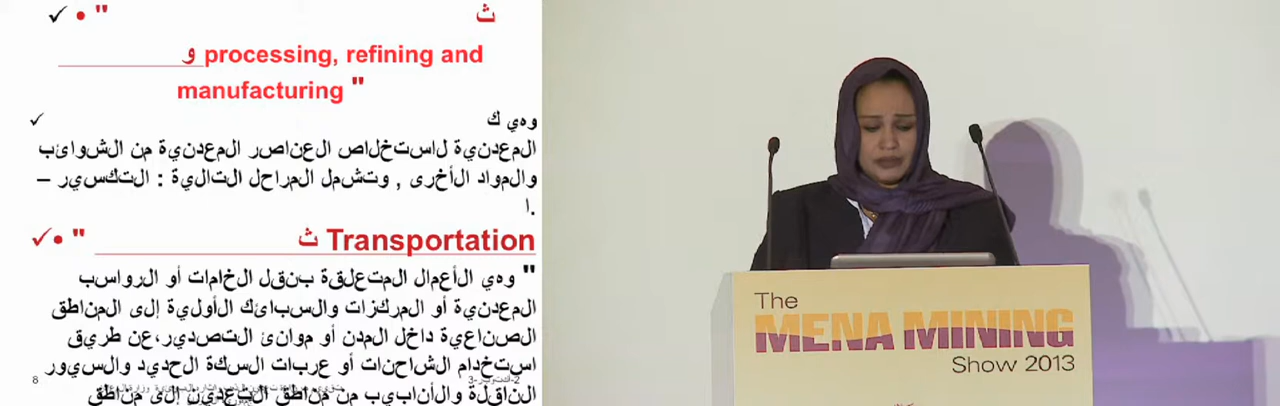 ✓ • " ث
processing, refining and و
manufacturing "
✓ وهي ك
المعدنية لاستخلاص العناصر المعدنية من الشوائب
والمواد الأخرى , وتشمل المراحل التالية : التكسير –
ا.
✓ • " ث Transportation
" وهي الأعمال المتعلقة بنقل الخامات أو الرواسب
المعدنية أو المركزات والسبائك الأولية إلى المناطق
الصناعية داخل المدن أو موانئ التصدير،عن طريق
استخدام الشاحنات أو عربات السكة الحديد والسيور
الناقلة والأنابيب من مناطق التعدين إلى مناطق
8
The
MENA MINING
Show 2013